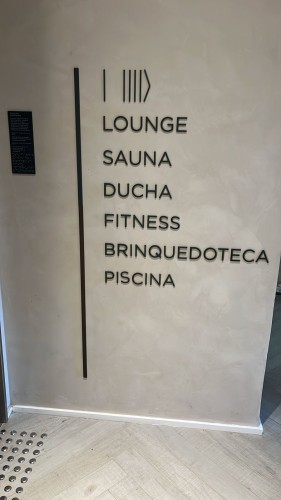 LOUNGE
SAUNA
DUCHA
FITNESS
BRINQUEDOTECA
PISCINA